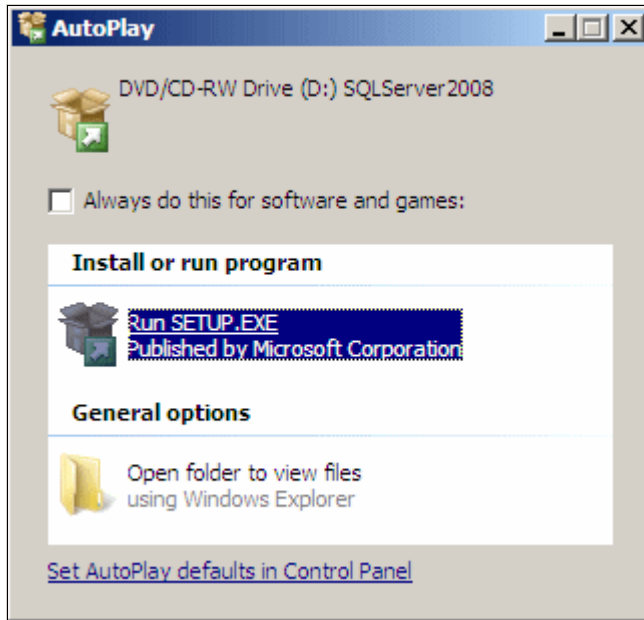 AutoPlay
DVD/CD-RW Drive (D:) SQLServer2008
Always do this for software and games:
Install or run program
Run SETUP.EXE
Published by Microsoft Corporation
General options
Open folder to view files
using Windows Explorer
Set AutoPlay defaults in Control Panel